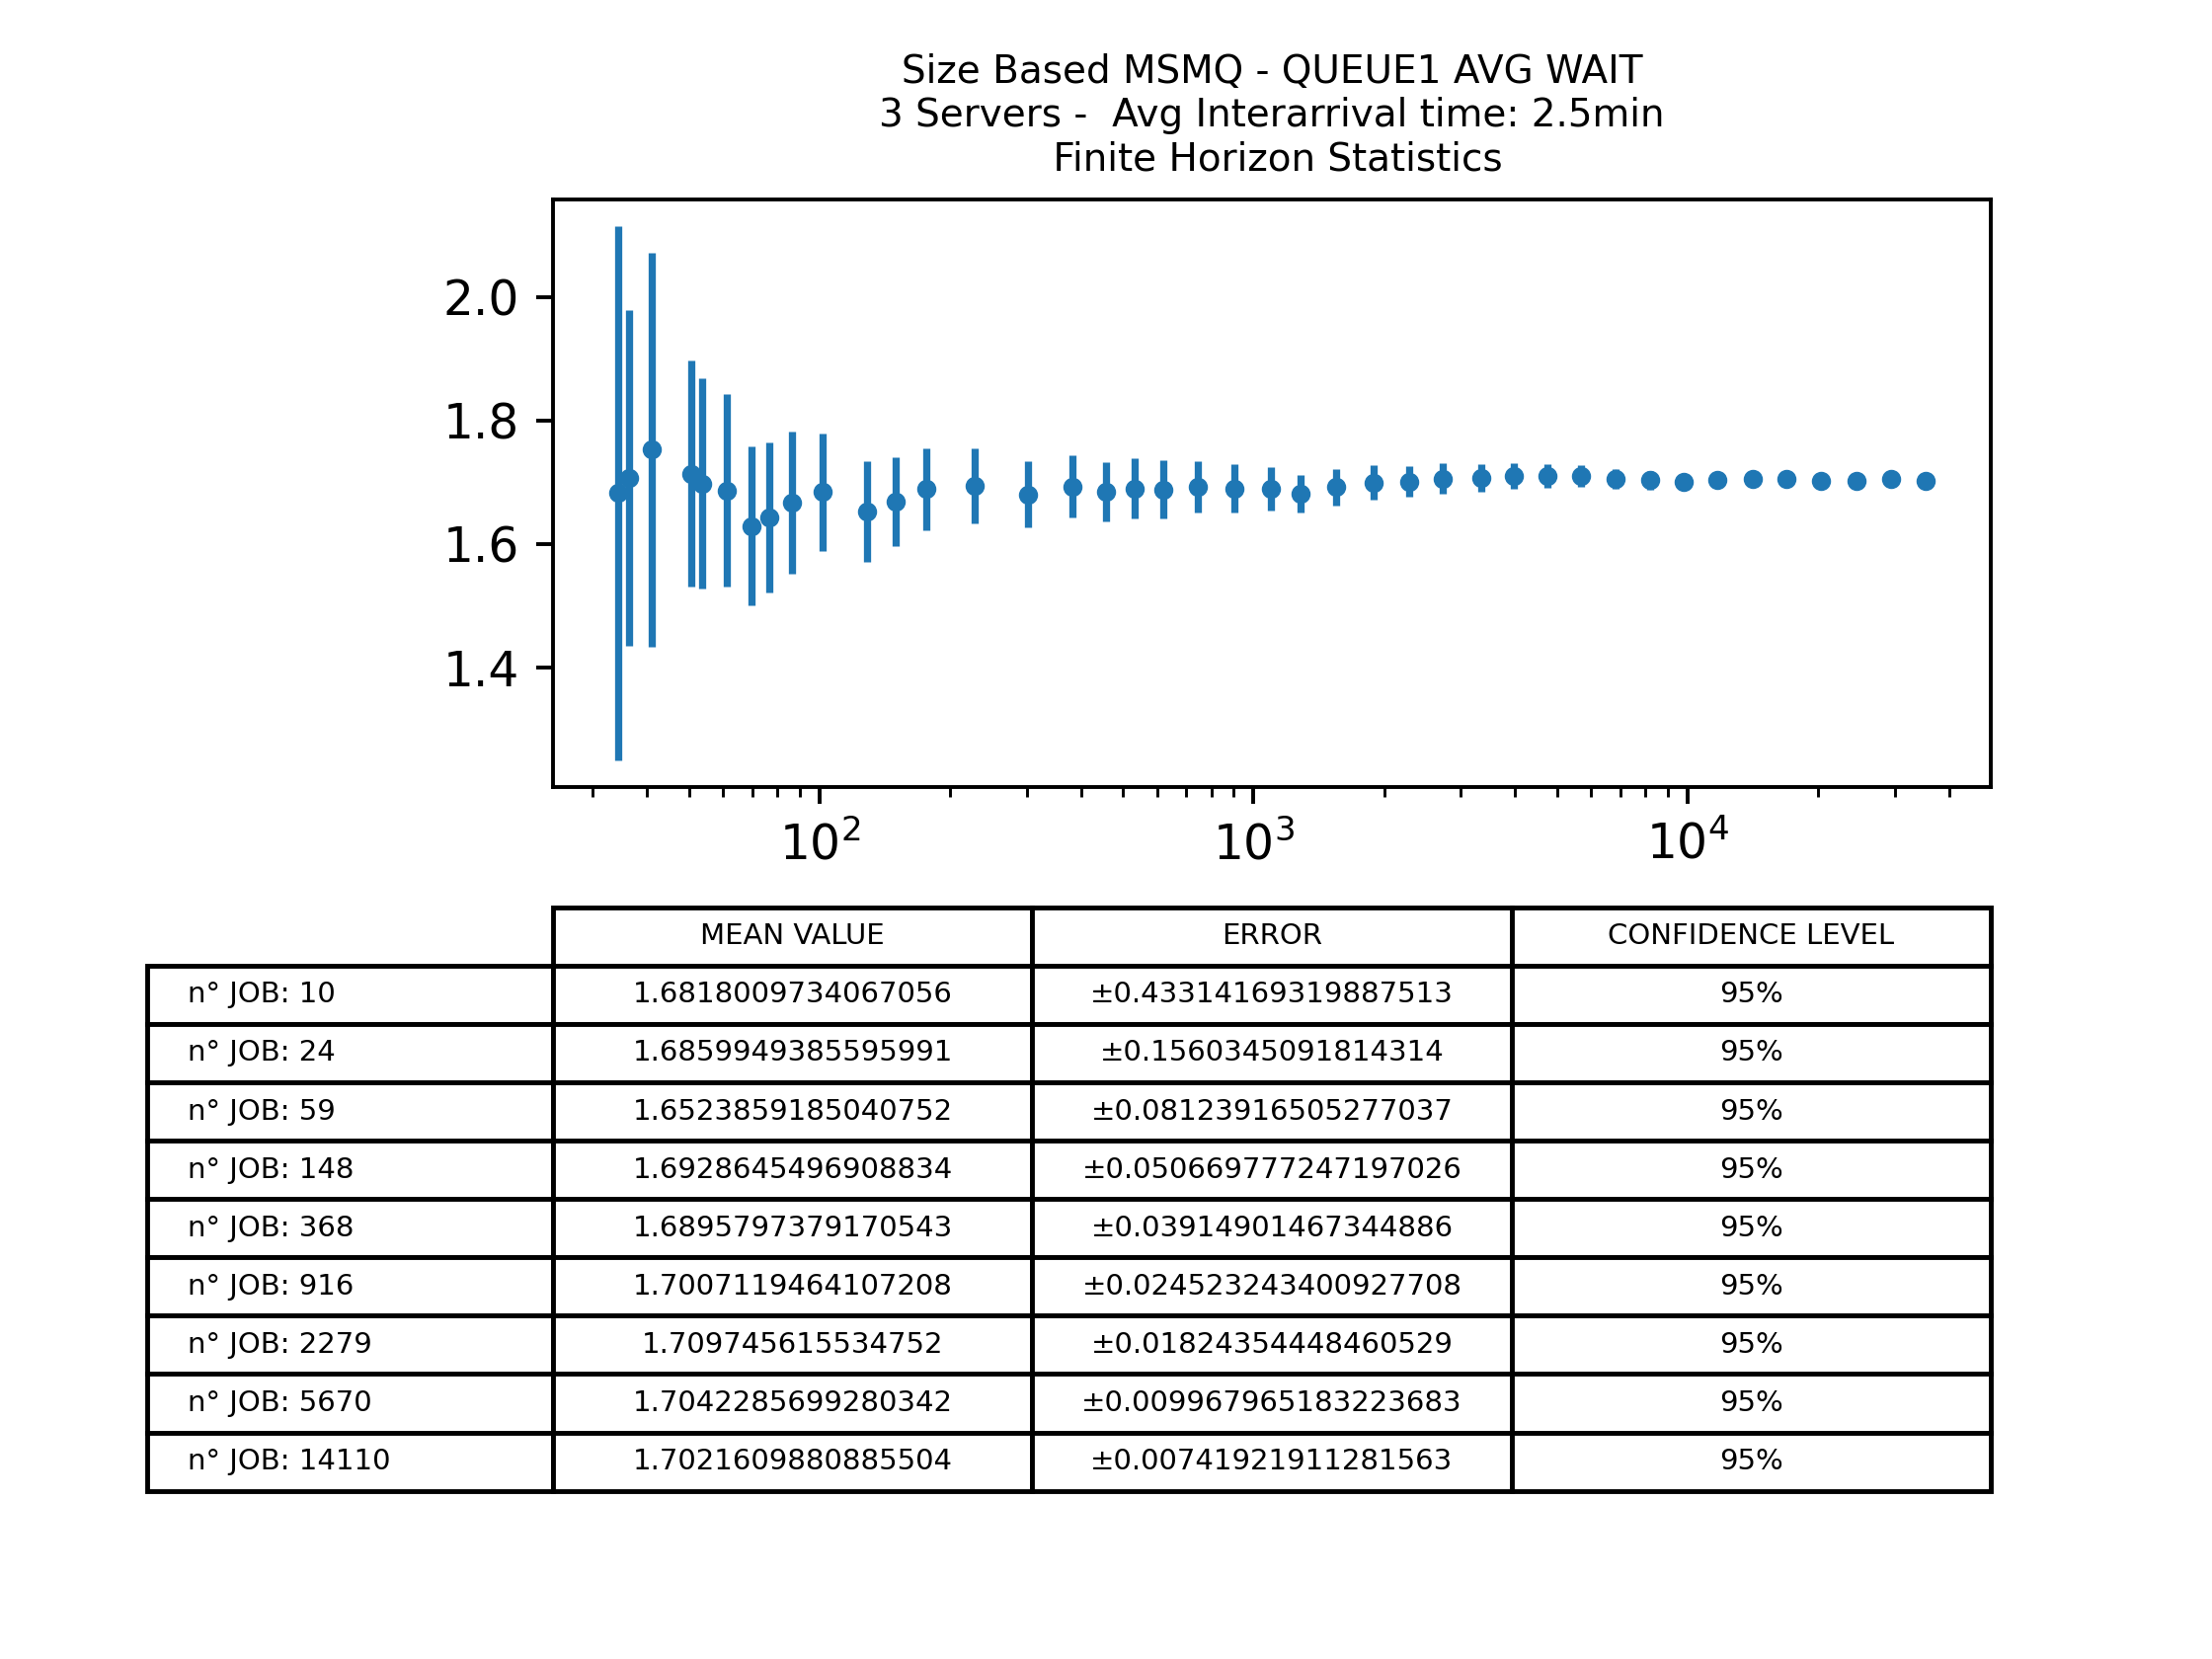 Size Based MSMQ - QUEUE1 AVG WAIT
3 Servers -  Avg Interarrival time: 2.5min
Finite Horizon Statistics
2.0
1.8
1.6
1.4
10² 10³ 10⁴
MEAN VALUE ERROR CONFIDENCE LEVEL
n° JOB: 10 1.6818009734067056 ±0.43314169319887513 95%
n° JOB: 24 1.6859949385595991 ±0.1560345091814314 95%
n° JOB: 59 1.6523859185040752 ±0.08123916505277037 95%
n° JOB: 148 1.6928645496908834 ±0.050669777247197026 95%
n° JOB: 368 1.6895797379170543 ±0.03914901467344886 95%
n° JOB: 916 1.7007119464107208 ±0.024523243400927708 95%
n° JOB: 2279 1.709745615534752 ±0.01824354448460529 95%
n° JOB: 5670 1.7042285699280342 ±0.009967965183223683 95%
n° JOB: 14110 1.7021609880885504 ±0.00741921911281563 95%